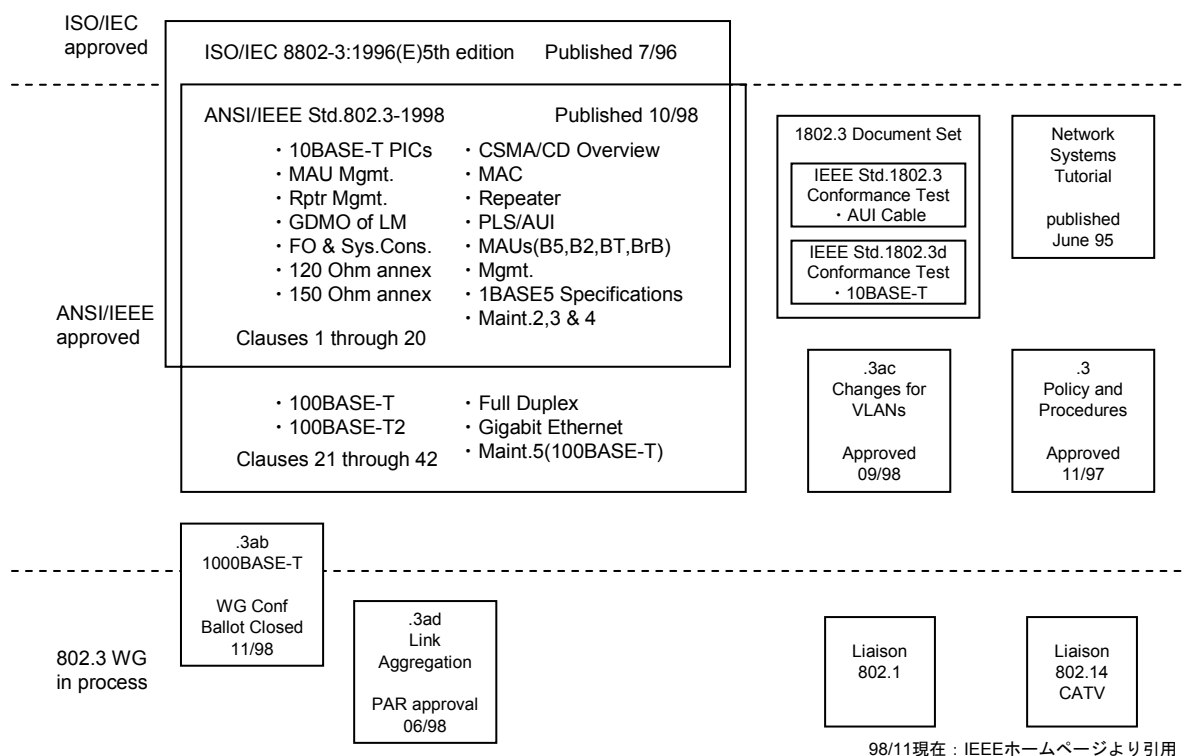 ISO/IEC
approved
ISO/IEC 8802-3:1996(E)5th edition Published 7/96
ANSI/IEEE
approved
ANSI/IEEE Std.802.3-1998 Published 10/98
・10BASE-T PICs
・MAU Mgmt.
・Rptr Mgmt.
・GDMO of LM
・FO & Sys.Cons.
・120 Ohm annex
・150 Ohm annex
・CSMA/CD Overview
・MAC
・Repeater
・PLS/AUI
・MAUs(B5,B2,BT,BrB)
・Mgmt.
・1BASE5 Specifications
・Maint.2,3 & 4
Clauses 1 through 20
・100BASE-T
・100BASE-T2
・Full Duplex
・Gigabit Ethernet
・Maint.5(100BASE-T)
Clauses 21 through 42
1802.3 Document Set
IEEE Std.1802.3
Conformance Test
・AUI Cable
IEEE Std.1802.3d
Conformance Test
・10BASE-T
Network
Systems
Tutorial
published
June 95
.3ac
Changes for
VLANs
Approved
09/98
.3
Policy and
Procedures
Approved
11/97
.3ab
1000BASE-T
WG Conf
Ballot Closed
11/98
802.3 WG
in process
.3ad
Link
Aggregation
PAR approval
06/98
Liaison
802.1
Liaison
802.14
CATV
98/11現在：IEEEホームページより引用